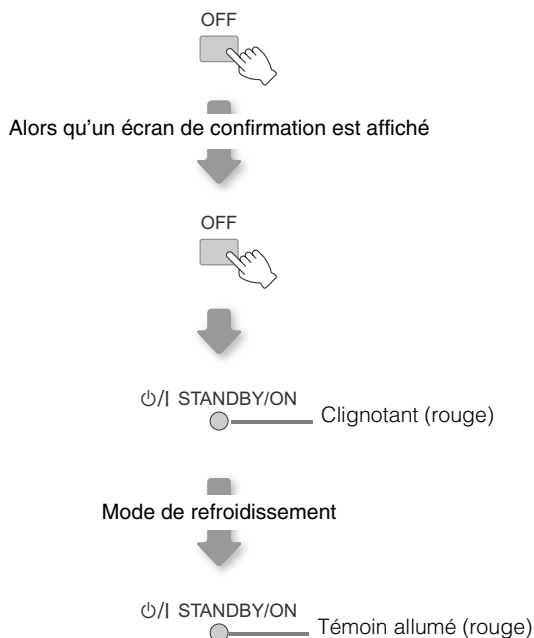 OFF
Alors qu’un écran de confirmation est affiché
OFF
⏻/I STANDBY/ON
Clignotant (rouge)
Mode de refroidissement
⏻/I STANDBY/ON
Témoin allumé (rouge)